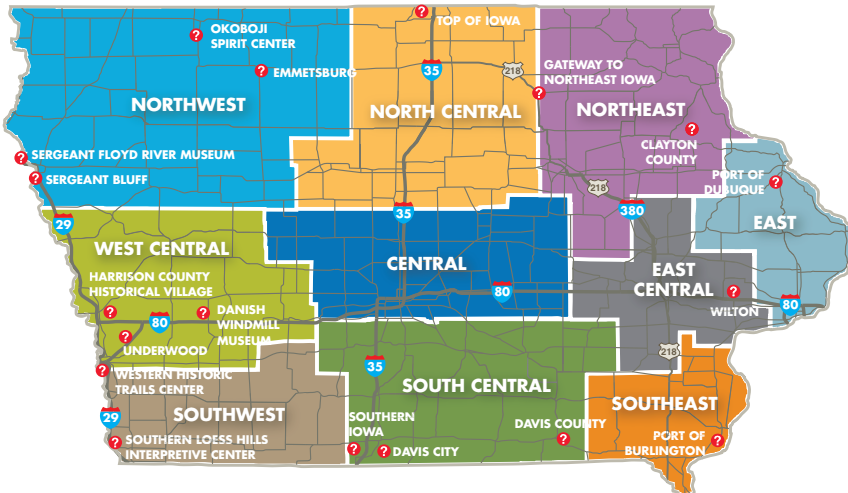 ?
TOP OF IOWA
?
OKOBOJI
SPIRIT CENTER
?
EMMETSBURG
35
218
GATEWAY TO
NORTHEAST IOWA
?
NORTHWEST
NORTH CENTRAL
NORTHEAST
?
CLAYTON
COUNTY
?
SERGEANT FLOYD RIVER MUSEUM
?
SERGEANT BLUFF
PORT OF
DUBUQUE
?
218
35
380
29
EAST
WEST CENTRAL
CENTRAL
EAST
CENTRAL
HARRISON COUNTY
HISTORICAL VILLAGE
?
?
DANISH
WINDMILL
MUSEUM
80
80
?
WILTON
80
?
UNDERWOOD
218
?
WESTERN HISTORIC
TRAILS CENTER
35
SOUTH CENTRAL
SOUTHEAST
29
SOUTHWEST
SOUTHERN
IOWA
?
DAVIS COUNTY
?
?
SOUTHERN LOESS HILLS
INTERPRETIVE CENTER
?
DAVIS CITY
PORT OF
BURLINGTON
?